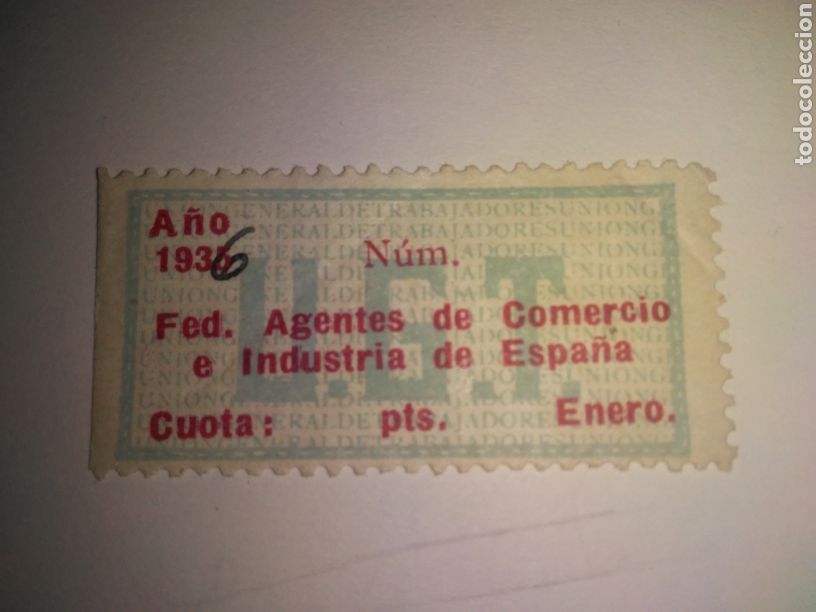 Año
1936 Núm.
Fed. Agentes de Comercio
e Industria de España
Cuota: pts. Enero.
U.G.T.
UNIONGENERALDETRABAJADORESUNIONG
todocoleccion